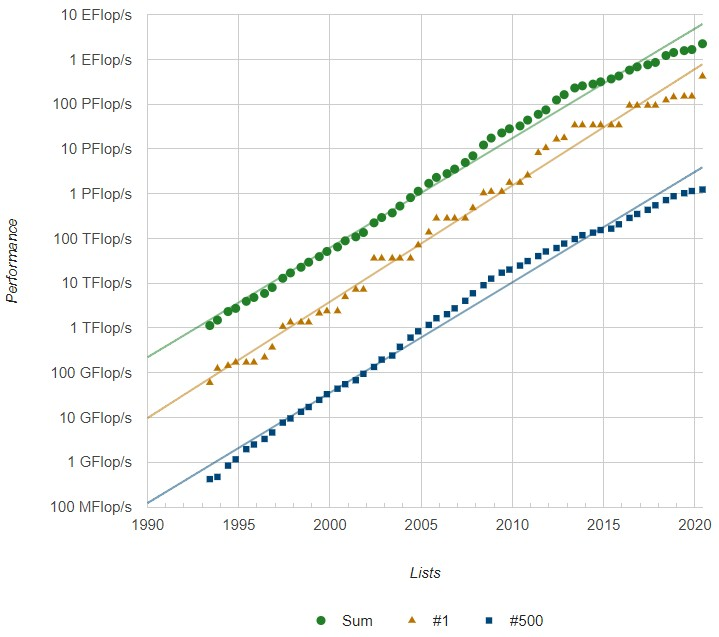 10 EFlop/s
1 EFlop/s
100 PFlop/s
10 PFlop/s
1 PFlop/s
100 TFlop/s
10 TFlop/s
1 TFlop/s
100 GFlop/s
10 GFlop/s
1 GFlop/s
100 MFlop/s
Performance
1990 1995 2000 2005 2010 2015 2020
Lists
Sum #1 #500